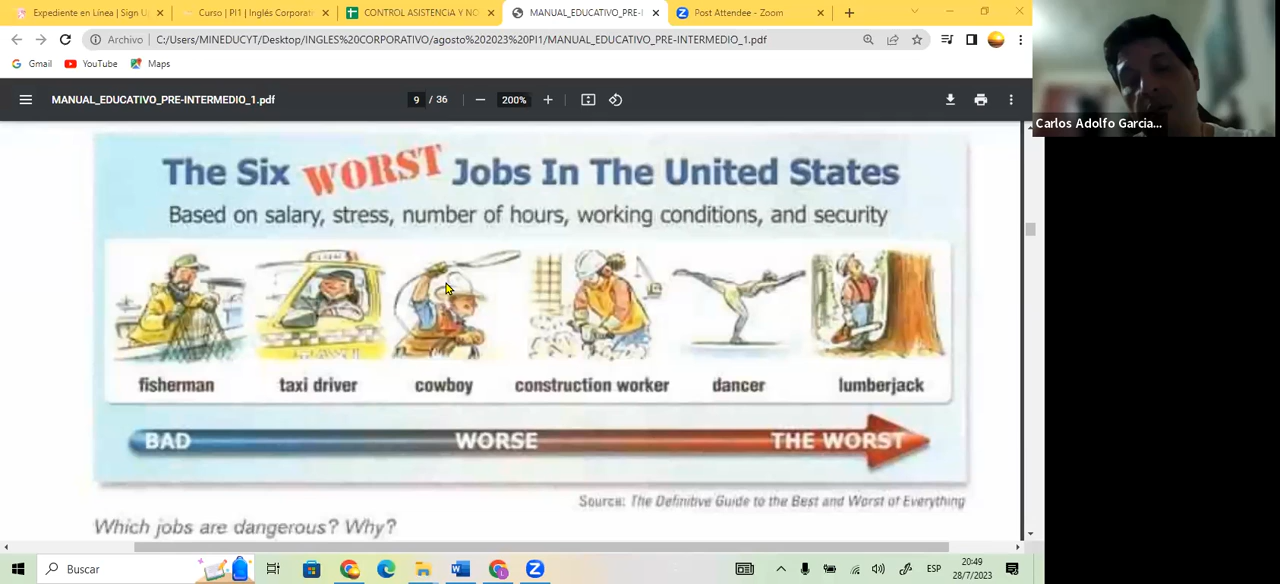 Expediente en Línea | Sign U
Curso | PI1 | Inglés Corporati
CONTROL ASISTENCiA Y NO
MANUAL_EDUCATIVO_PRE-I
Post Attendee - Zoom
Archivo
C:/Users/MINEDUCYT/Desktop/INGLES%20CORPORATIVO/agosto%202023%20PI1/MANUAL_EDUCATIVO_PRE-INTERMEDIO_1.pdf
Gmail
YouTube
Maps
MANUAL_EDUCATIVO_PRE-INTERMEDIO_1.pdf
9 / 36
200%
Carlos Adolfo Garcia...
The Six WORST Jobs In The United States
Based on salary, stress, number of hours, working conditions, and security
TAXI
fisherman
taxi driver
cowboy
construction worker
dancer
lumberjack
BAD
WORSE
THE WORST
Source: The Definitive Guide to the Best and Worst of Everything
Which jobs are dangerous? Why?
Buscar
ESP
20:49
28/7/2023